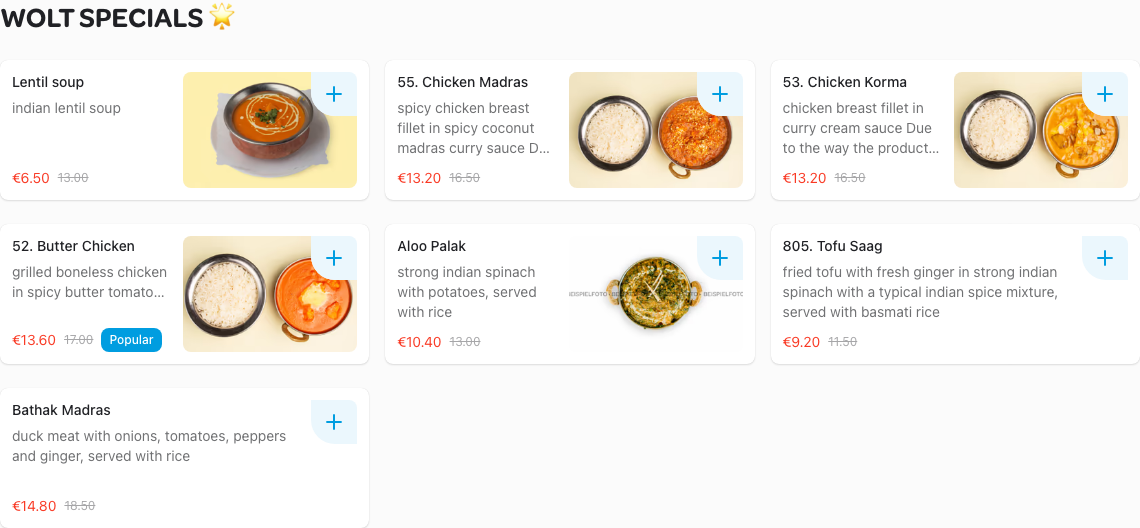 WOLT SPECIALS 🌟
Lentil soup
indian lentil soup
€6.50 13.00
55. Chicken Madras
spicy chicken breast
fillet in spicy coconut
madras curry sauce D...
€13.20 16.50
53. Chicken Korma
chicken breast fillet in
curry cream sauce Due
to the way the product...
€13.20 16.50
52. Butter Chicken
grilled boneless chicken
in spicy butter tomato...
€13.60 17.00 Popular
Aloo Palak
strong indian spinach
with potatoes, served
with rice
€10.40 13.00
BEISPIELFOTO
805. Tofu Saag
fried tofu with fresh ginger in strong indian
spinach with a typical indian spice mixture,
served with basmati rice
€9.20 11.50
Bathak Madras
duck meat with onions, tomatoes, peppers
and ginger, served with rice
€14.80 18.50